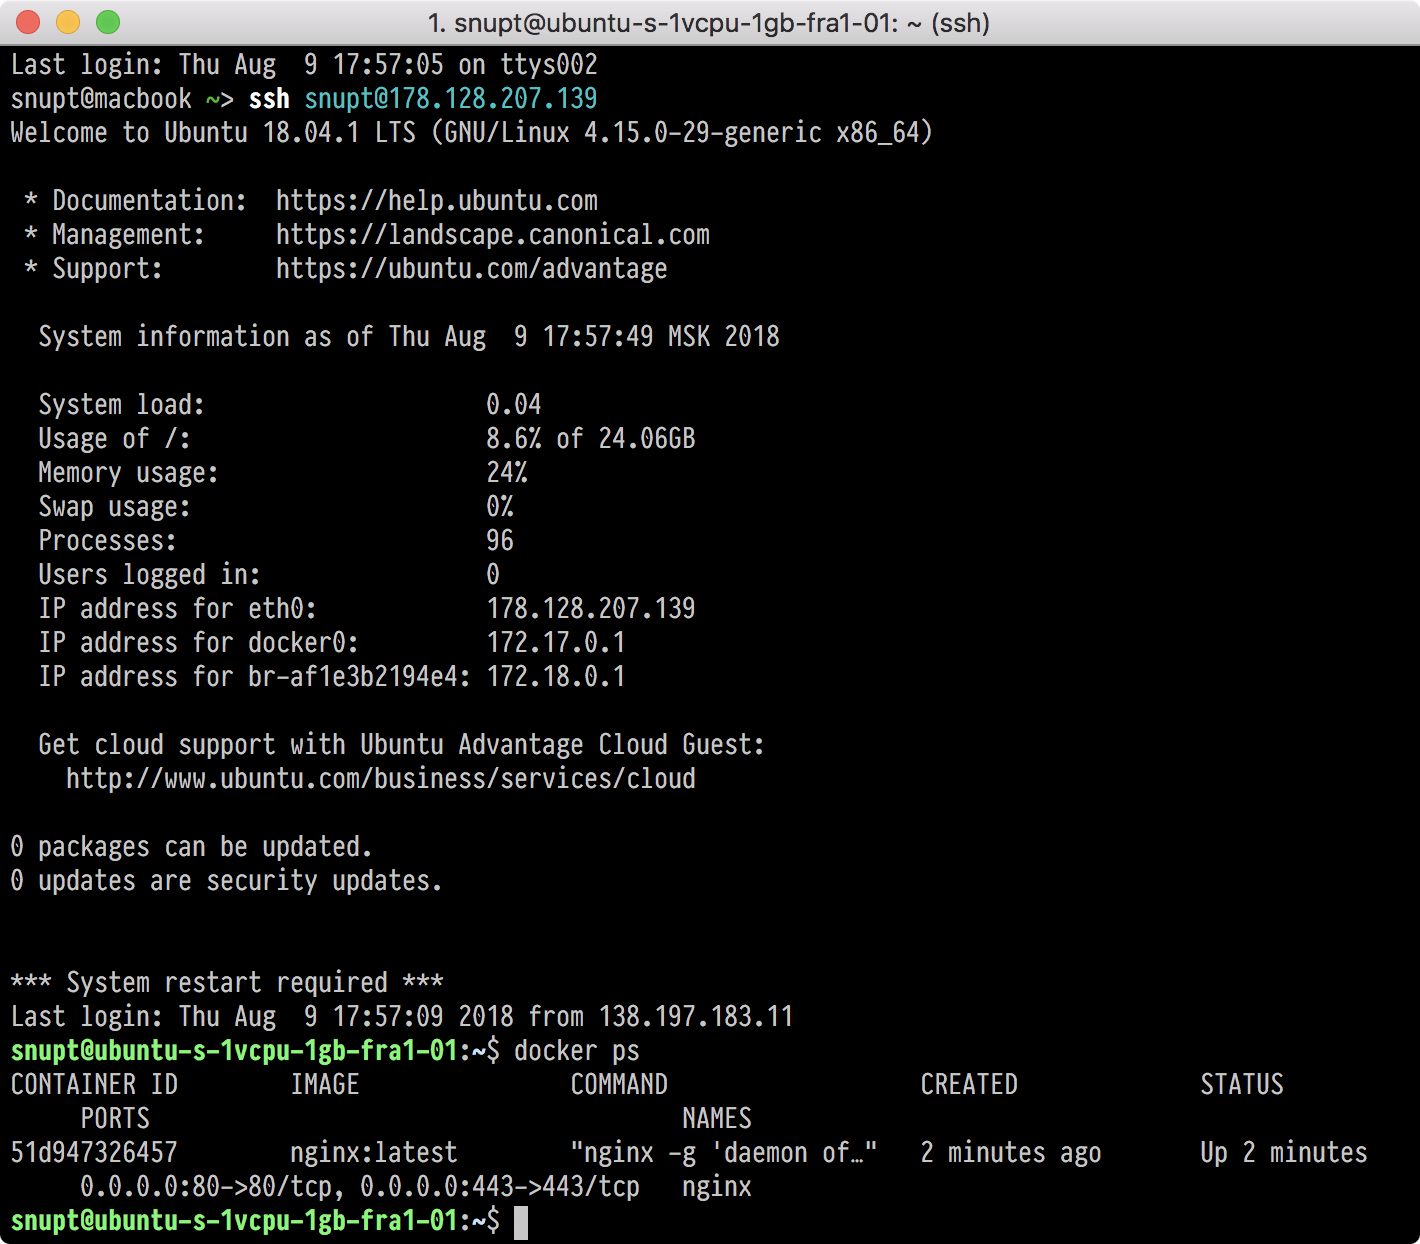 1. snupt@ubuntu-s-1vcpu-1gb-fra1-01: ~ (ssh)
Last login: Thu Aug  9 17:57:05 on ttys002
snupt@macbook ~> ssh snupt@178.128.207.139
Welcome to Ubuntu 18.04.1 LTS (GNU/Linux 4.15.0-29-generic x86_64)
* Documentation:  https://help.ubuntu.com
* Management:     https://landscape.canonical.com
* Support:        https://ubuntu.com/advantage
System information as of Thu Aug  9 17:57:49 MSK 2018
System load:                    0.04
Usage of /:                     8.6% of 24.06GB
Memory usage:                   24%
Swap usage:                     0%
Processes:                      96
Users logged in:                0
IP address for eth0:            178.128.207.139
IP address for docker0:         172.17.0.1
IP address for br-af1e3b2194e4: 172.18.0.1
Get cloud support with Ubuntu Advantage Cloud Guest:
http://www.ubuntu.com/business/services/cloud
0 packages can be updated.
0 updates are security updates.
*** System restart required ***
Last login: Thu Aug  9 17:57:09 2018 from 138.197.183.11
snupt@ubuntu-s-1vcpu-1gb-fra1-01:~$ docker ps
CONTAINER ID        IMAGE               COMMAND                  CREATED             STATUS
PORTS                                      NAMES
51d947326457        nginx:latest        "nginx -g 'daemon of…"   2 minutes ago       Up 2 minutes
0.0.0.0:80->80/tcp, 0.0.0.0:443->443/tcp   nginx
snupt@ubuntu-s-1vcpu-1gb-fra1-01:~$